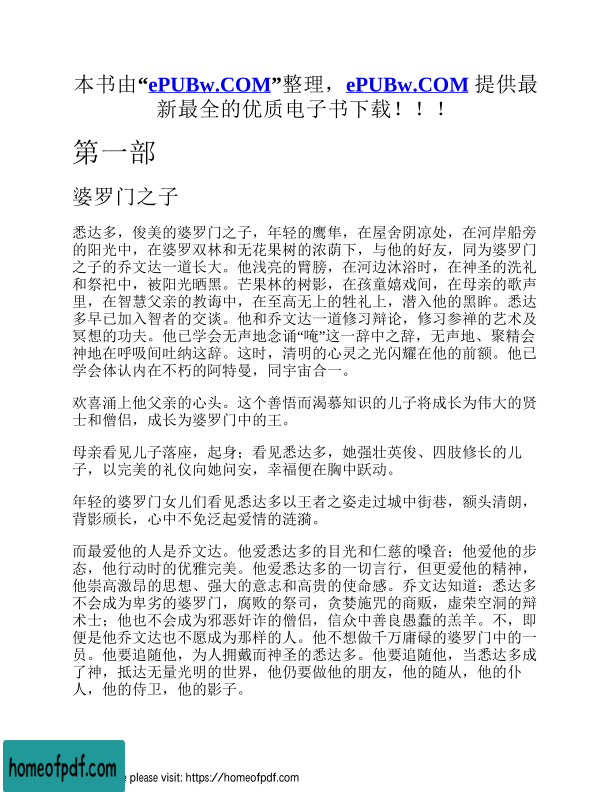 本书由“ePUBw.COM”整理，ePUBw.COM 提供最
新最全的优质电子书下载！！！
第一部
婆罗门之子
悉达多，俊美的婆罗门之子，年轻的鹰隼，在屋舍阴凉处，在河岸船旁
的阳光中，在婆罗双林和无花果树的浓荫下，与他的好友，同为婆罗门
之子的乔文达一道长大。他浅亮的臂膀，在河边沐浴时，在神圣的洗礼
和祭祀中，被阳光晒黑。芒果林的树影，在孩童嬉戏间，在母亲的歌声
里，在智慧父亲的教诲中，在至高无上的牲礼上，潜入他的黑眸。悉达
多早已加入智者的交谈。他和乔文达一道修习辩论，修习参禅的艺术及
冥想的功夫。他已学会无声地念诵“唵”这一辞中之辞，无声地、聚精会
神地在呼吸间吐纳这辞。这时，清明的心灵之光闪耀在他的前额。他已
学会体认内在不朽的阿特曼，同宇宙合一。
欢喜涌上他父亲的心头。这个善悟而渴慕知识的儿子将成长为伟大的贤
士和僧侣，成长为婆罗门中的王。
母亲看见儿子落座，起身；看见悉达多，她强壮英俊、四肢修长的儿
子，以完美的礼仪向她问安，幸福便在胸中跃动。
年轻的婆罗门女儿们看见悉达多以王者之姿走过城中街巷，额头清朗，
背影颀长，心中不免泛起爱情的涟漪。
而最爱他的人是乔文达。他爱悉达多的目光和仁慈的嗓音；他爱他的步
态，他行动时的优雅完美。他爱悉达多的一切言行，但更爱他的精神，
他崇高激昂的思想、强大的意志和高贵的使命感。乔文达知道：悉达多
不会成为卑劣的婆罗门，腐败的祭司，贪婪施咒的商贩，虚荣空洞的辩
术士；他也不会成为邪恶奸诈的僧侣，信众中善良愚蠢的羔羊。不，即
便是他乔文达也不愿成为那样的人。他不想做千万庸碌的婆罗门中的一
员。他要追随他，为人拥戴而神圣的悉达多。他要追随他，当悉达多成
了神，抵达无量光明的世界，他仍要做他的朋友，他的随从，他的仆
人，他的侍卫，他的影子。
homeofpdf.com
e please visit: https://homeofpdf.com